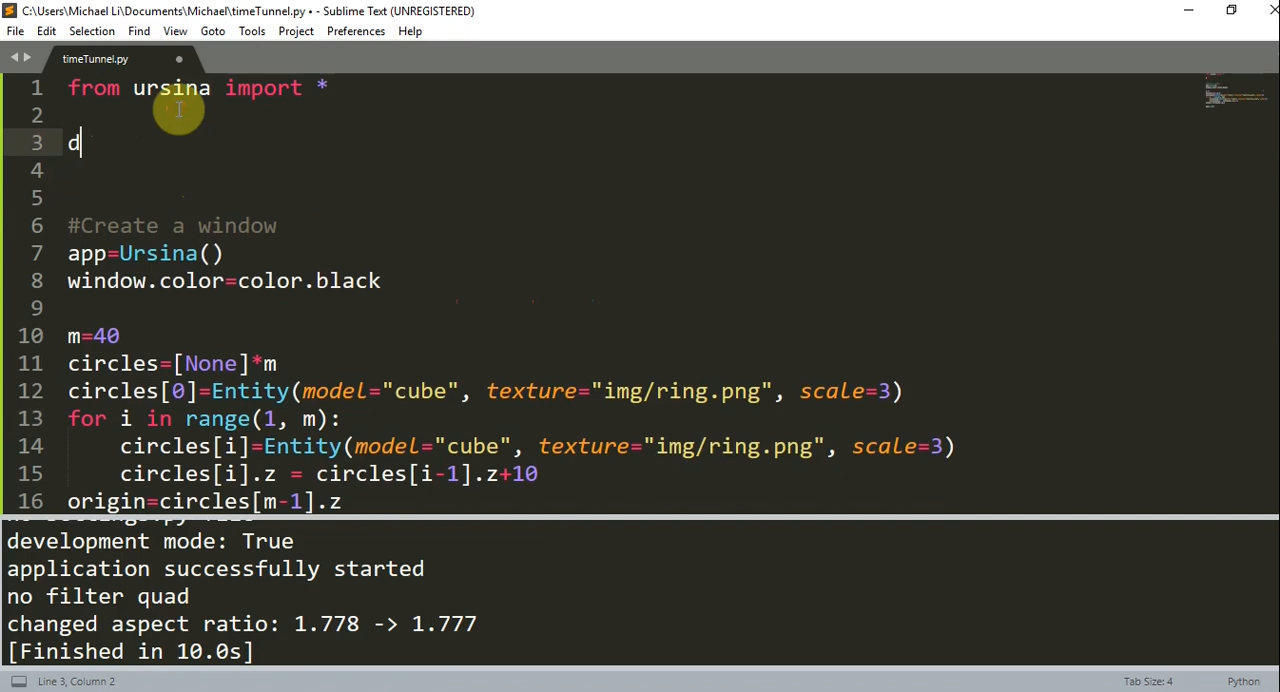 C:\Users\Michael Li\Documents\Michael\timeTunnel.py • - Sublime Text (UNREGISTERED)
File Edit Selection Find View Goto Tools Project Preferences Help
timeTunnel.py
1 from ursina import *
2
3 d
4
5
6 #Create a window
7 app=Ursina()
8 window.color=color.black
9
10 m=40
11 circles=[None]*m
12 circles[0]=Entity(model="cube", texture="img/ring.png", scale=3)
13 for i in range(1, m):
14 circles[i]=Entity(model="cube", texture="img/ring.png", scale=3)
15 circles[i].z = circles[i-1].z+10
16 origin=circles[m-1].z
no settings.py file
development mode: True
application successfully started
no filter quad
changed aspect ratio: 1.778 -> 1.777
[Finished in 10.0s]
Line 3, Column 2 Tab Size: 4 Python